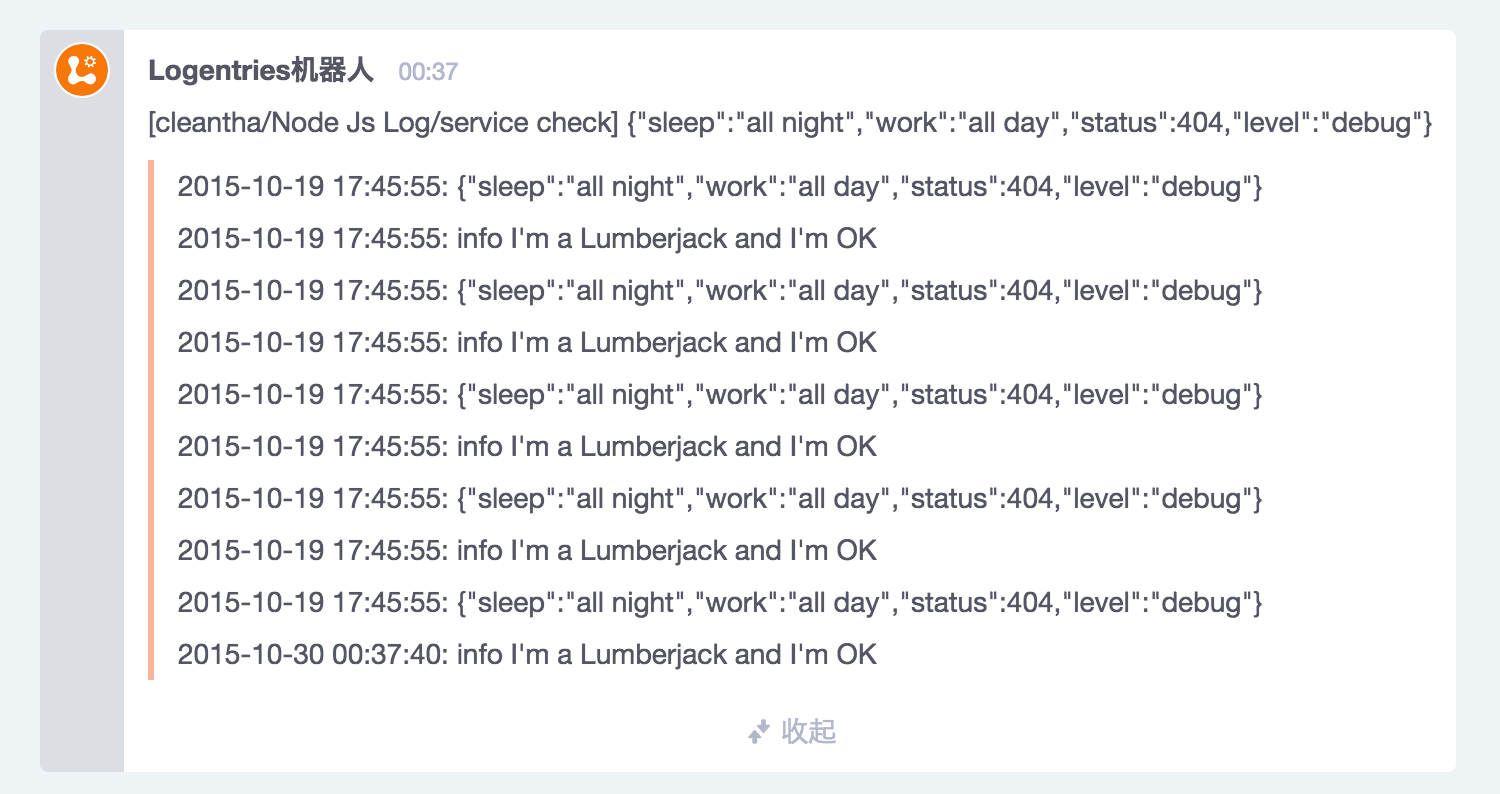 Logentries机器人 00:37
[cleantha/Node Js Log/service check] {"sleep":"all night","work":"all day","status":404,"level":"debug"}
2015-10-19 17:45:55: {"sleep":"all night","work":"all day","status":404,"level":"debug"}
2015-10-19 17:45:55: info I'm a Lumberjack and I'm OK
2015-10-19 17:45:55: {"sleep":"all night","work":"all day","status":404,"level":"debug"}
2015-10-19 17:45:55: info I'm a Lumberjack and I'm OK
2015-10-19 17:45:55: {"sleep":"all night","work":"all day","status":404,"level":"debug"}
2015-10-19 17:45:55: info I'm a Lumberjack and I'm OK
2015-10-19 17:45:55: {"sleep":"all night","work":"all day","status":404,"level":"debug"}
2015-10-19 17:45:55: info I'm a Lumberjack and I'm OK
2015-10-19 17:45:55: {"sleep":"all night","work":"all day","status":404,"level":"debug"}
2015-10-30 00:37:40: info I'm a Lumberjack and I'm OK
收起